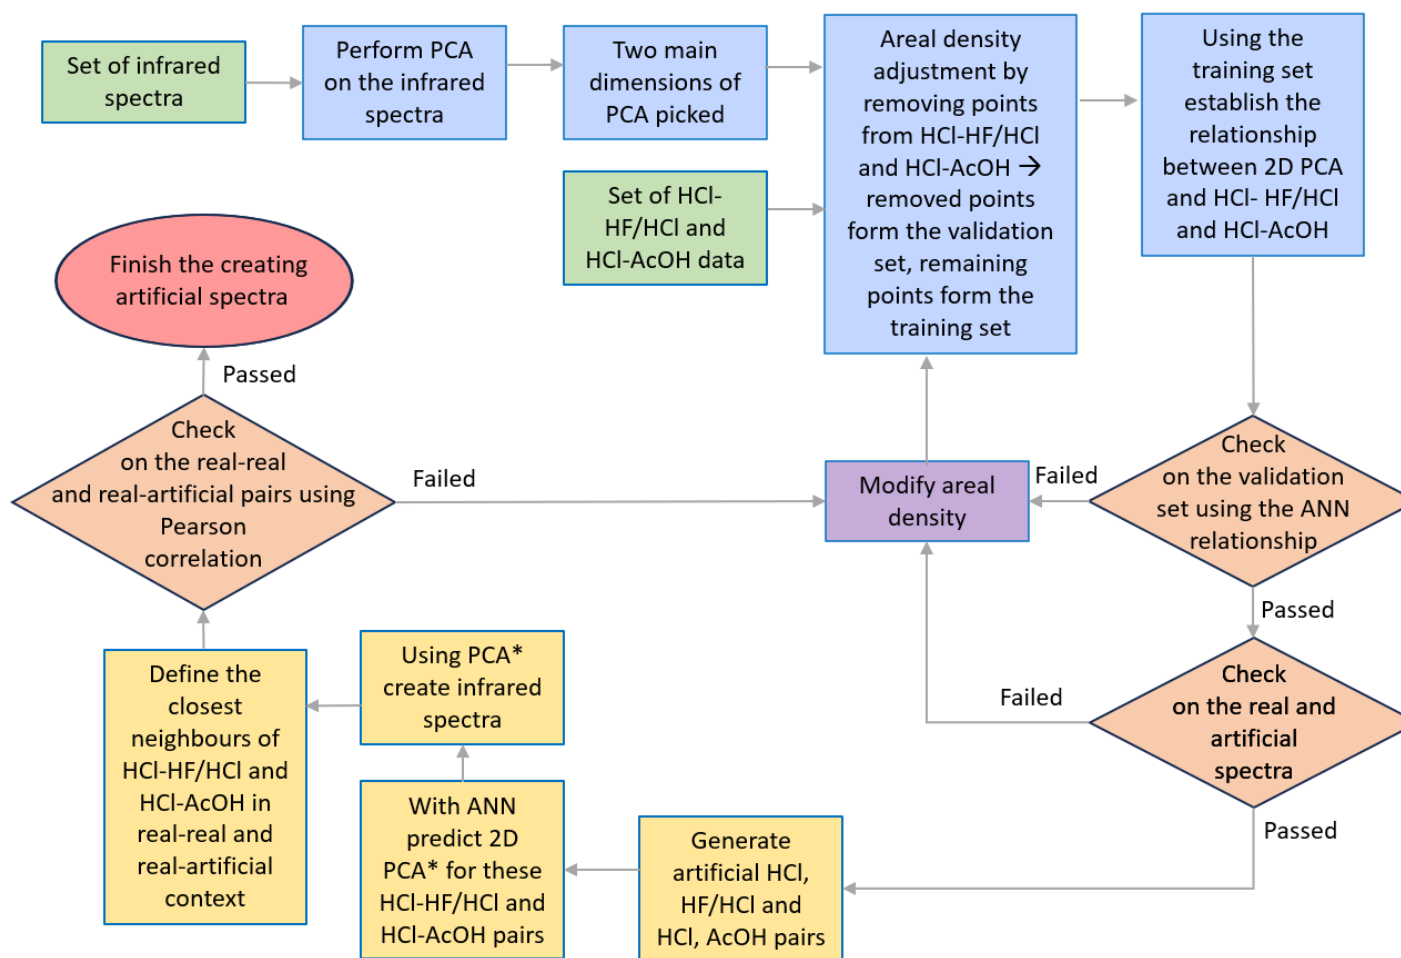 Set of infrared
spectra
Perform PCA
on the infrared
spectra
Two main
dimensions of
PCA picked
Areal density
adjustment by
removing points
from HCl-HF/HCl
and HCl-AcOH →
removed points
form the validation
set, remaining
points form the
training set
Using the
training set
establish the
relationship
between 2D PCA
and HCl- HF/HCl
and HCl-AcOH
Set of HCl-
HF/HCl and
HCl-AcOH data
Finish the creating
artificial spectra
Passed
Check
on the real-real
and real-artificial pairs using
Pearson
correlation
Failed
Modify areal
density
Failed
Check
on the validation
set using the ANN
relationship
Passed
Check
on the real and
artificial
spectra
Failed
Passed
Generate
artificial HCl,
HF/HCl and
HCl, AcOH pairs
With ANN
predict 2D
PCA* for these
HCl-HF/HCl and
HCl-AcOH pairs
Using PCA*
create infrared
spectra
Define the
closest
neighbours of
HCl-HF/HCl and
HCl-AcOH in
real-real and
real-artificial
context